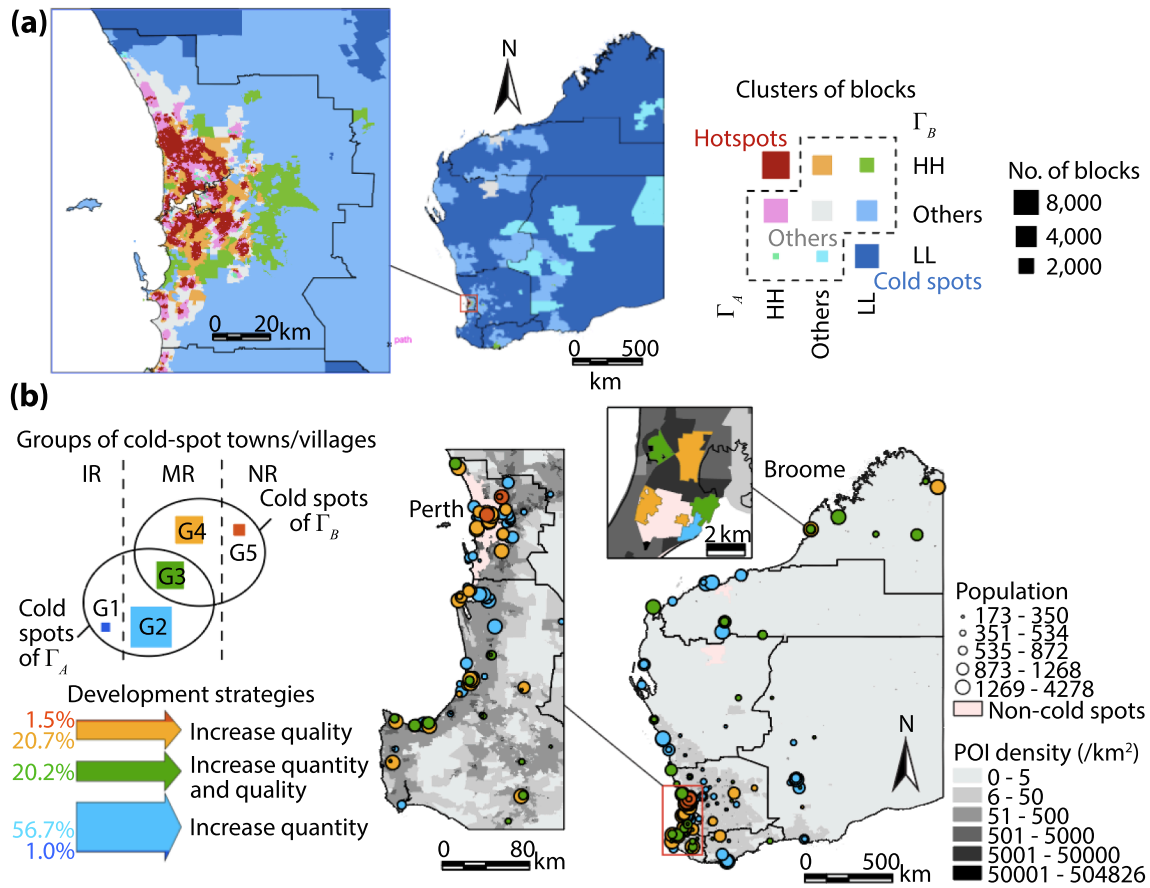 (a)
N
Clusters of blocks
Γ_B
Hotspots
HH
Others
Others
LL
Cold spots
Γ_A
HH
Others
LL
No. of blocks
8,000
4,000
2,000
0 20 km
path
0 500
km
(b)
Groups of cold-spot towns/villages
IR MR NR
Cold spots
of Γ_B
G4
G5
G3
G1
G2
Cold
spots
of Γ_A
Development strategies
1.5%
20.7%
Increase quality
20.2%
Increase quantity
and quality
56.7%
1.0%
Increase quantity
Perth
0 80 km
Broome
2 km
N
0 500 km
Population
173 - 350
351 - 534
535 - 872
873 - 1268
1269 - 4278
Non-cold spots
POI density (/km²)
0 - 5
6 - 50
51 - 500
501 - 5000
5001 - 50000
50001 - 504826